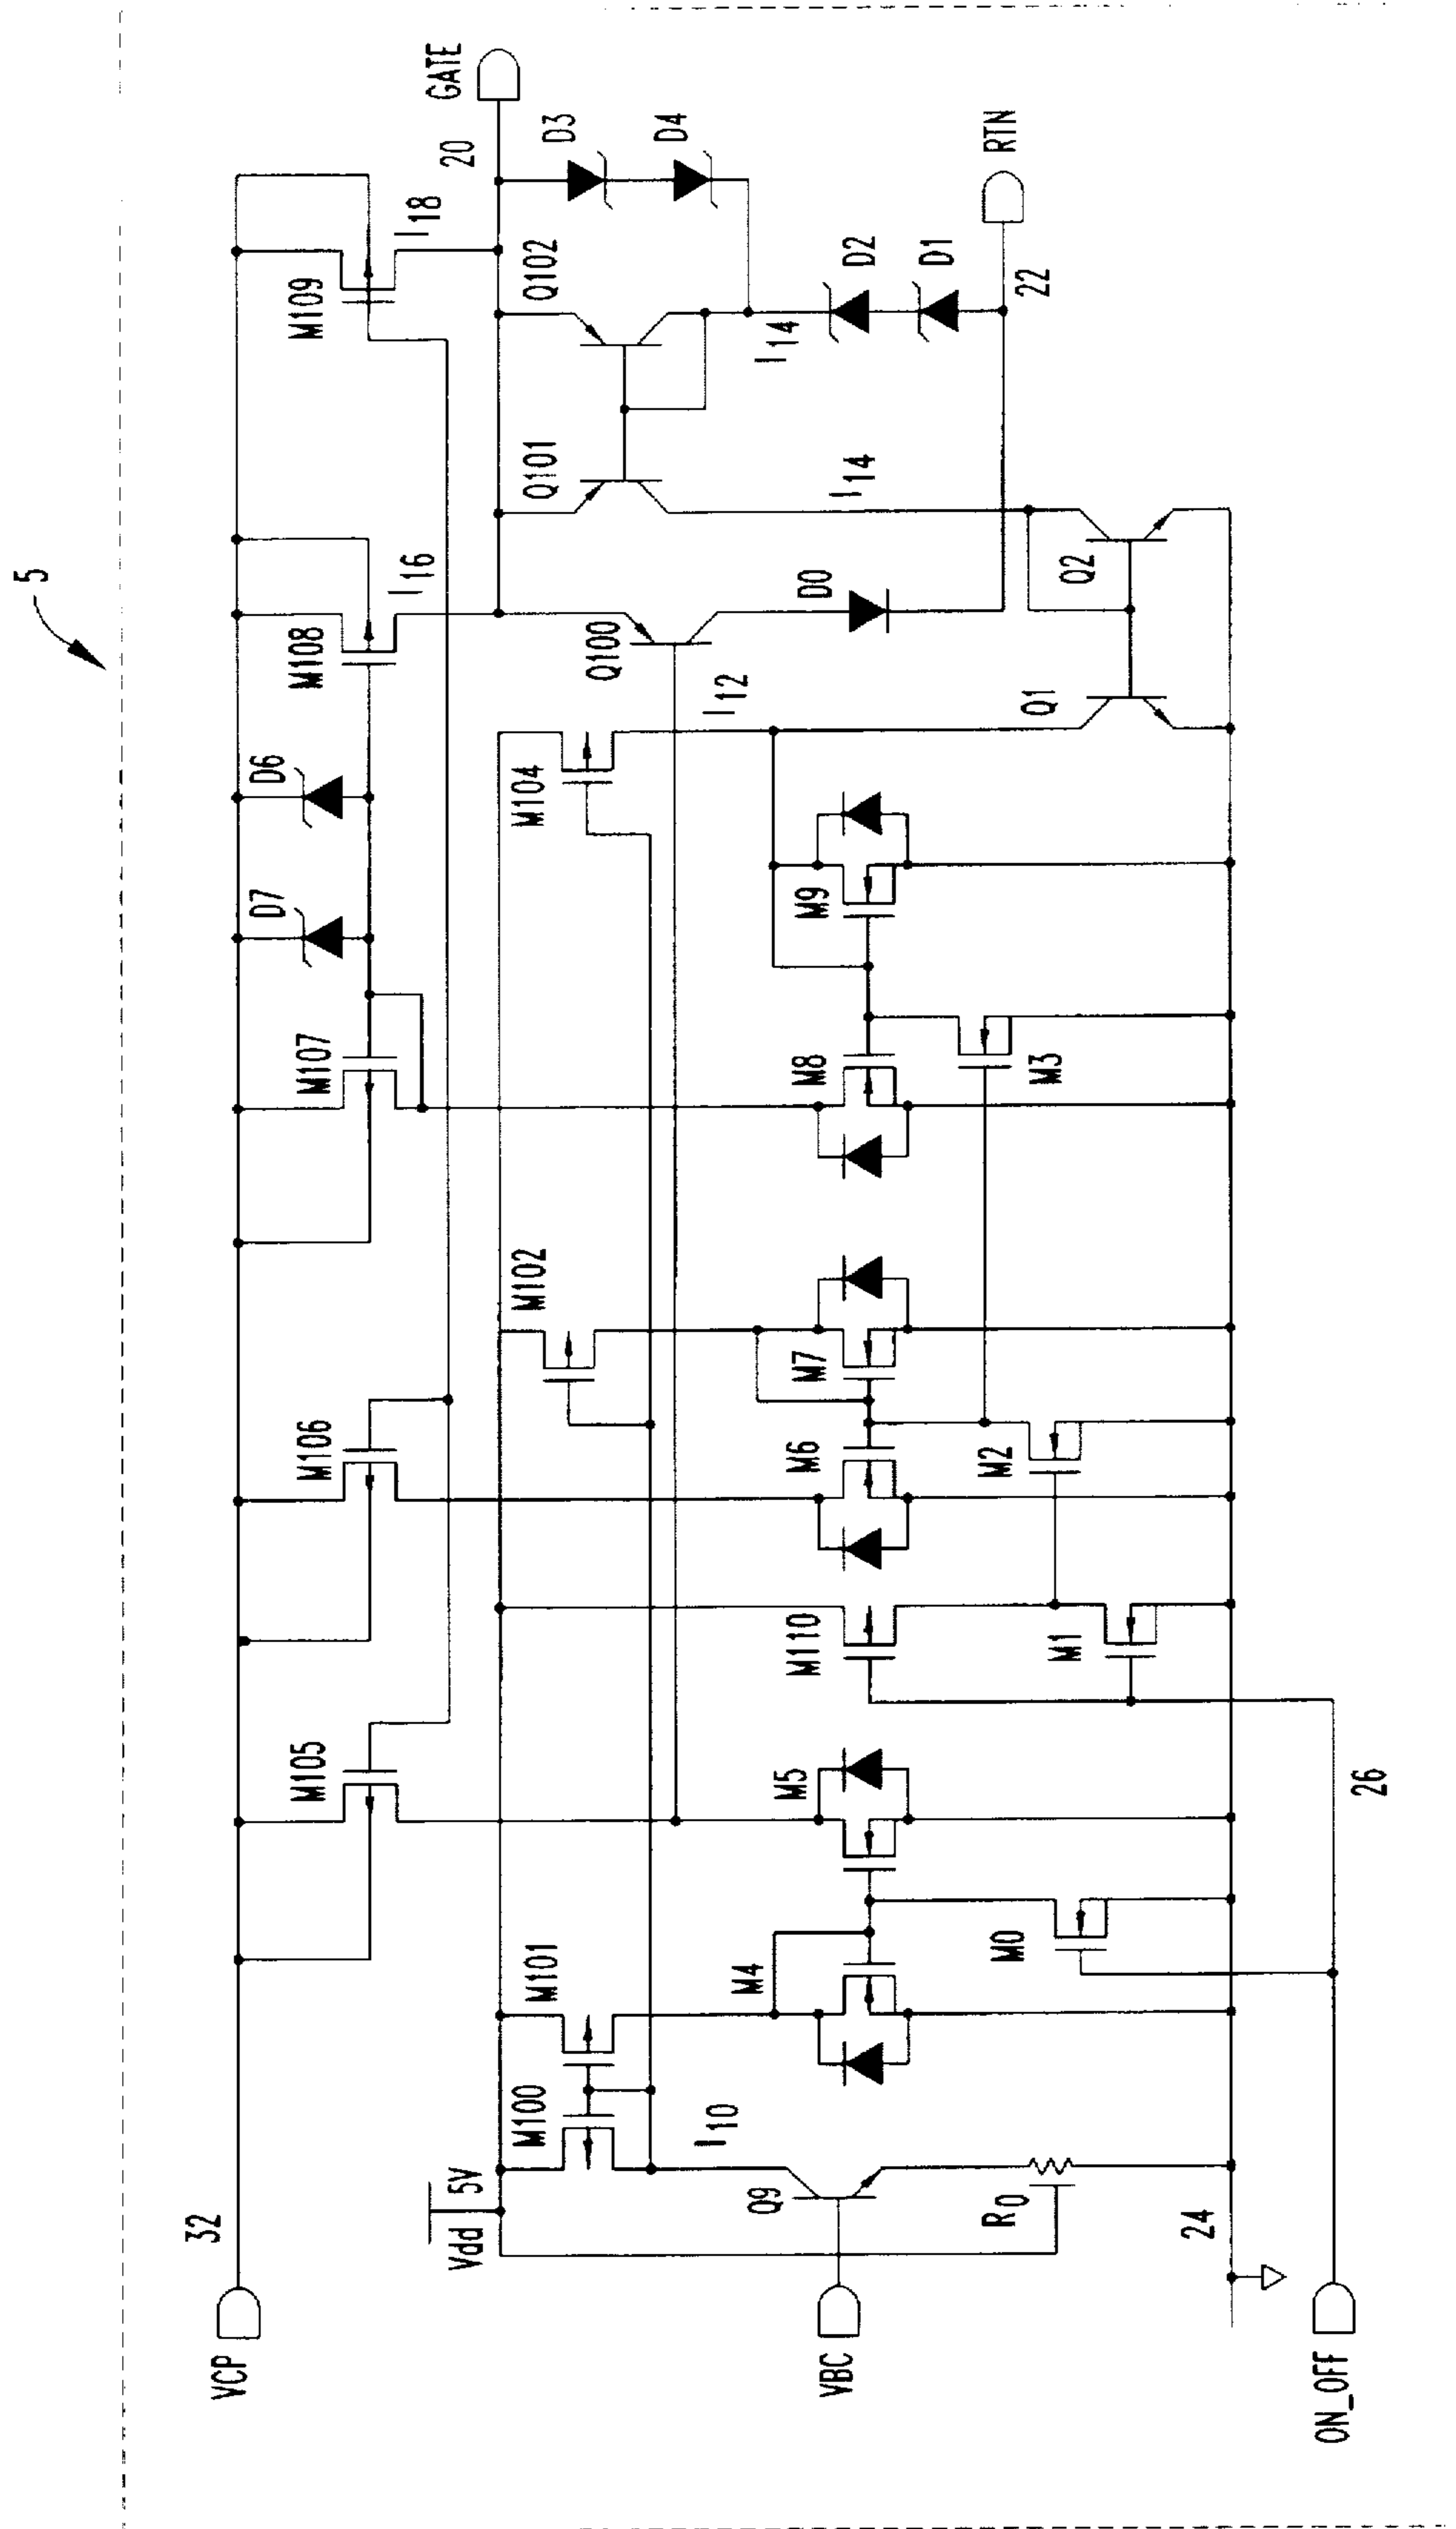 5
GATE
20
D3
D4
I18
M109
Q102
D2
D1
RTN
22
I14
Q101
I14
I16
M108
Q100
D0
Q2
I12
Q1
D6
M104
D7
M9
M107
M8
M3
M102
M7
M106
M6
M2
M110
M1
M105
M5
26
M101
M4
M0
M100
I10
Q9
R0
32
Vdd 5V
24
VCP
VBC
ON_OFF